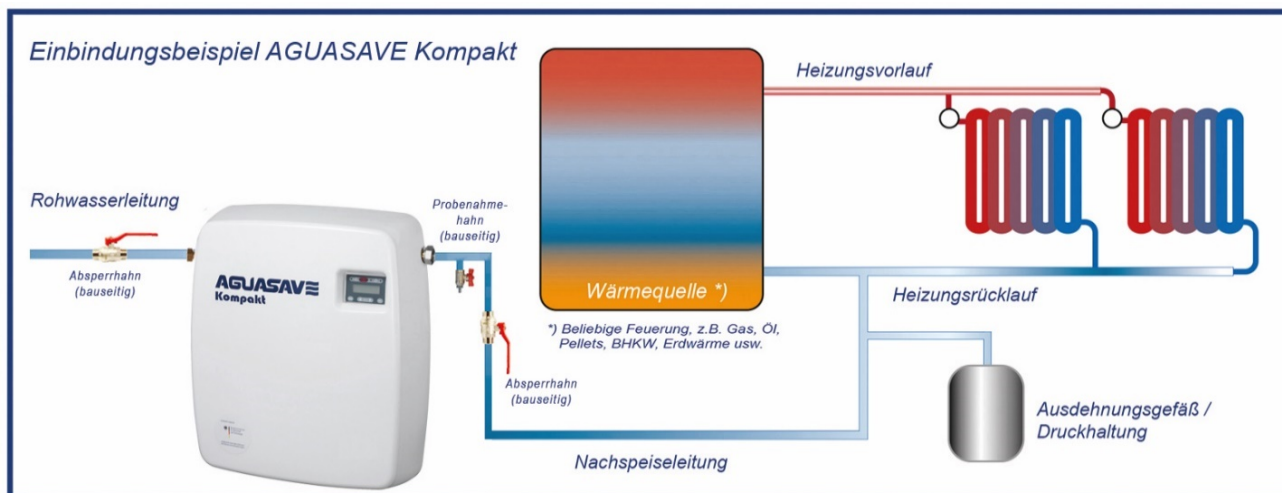 Einbindungsbeispiel AGUASAVE Kompakt
Heizungsvorlauf
Rohwasserleitung
Absperrhahn
(bauseitig)
AGUASAVE
Kompakt
Probenahme-
hahn
(bauseitig)
Absperrhahn
(bauseitig)
Wärmequelle *)
*) Beliebige Feuerung, z.B. Gas, Öl,
Pellets, BHKW, Erdwärme usw.
Heizungsrücklauf
Ausdehnungsgefäß /
Druckhaltung
Nachspeiseleitung